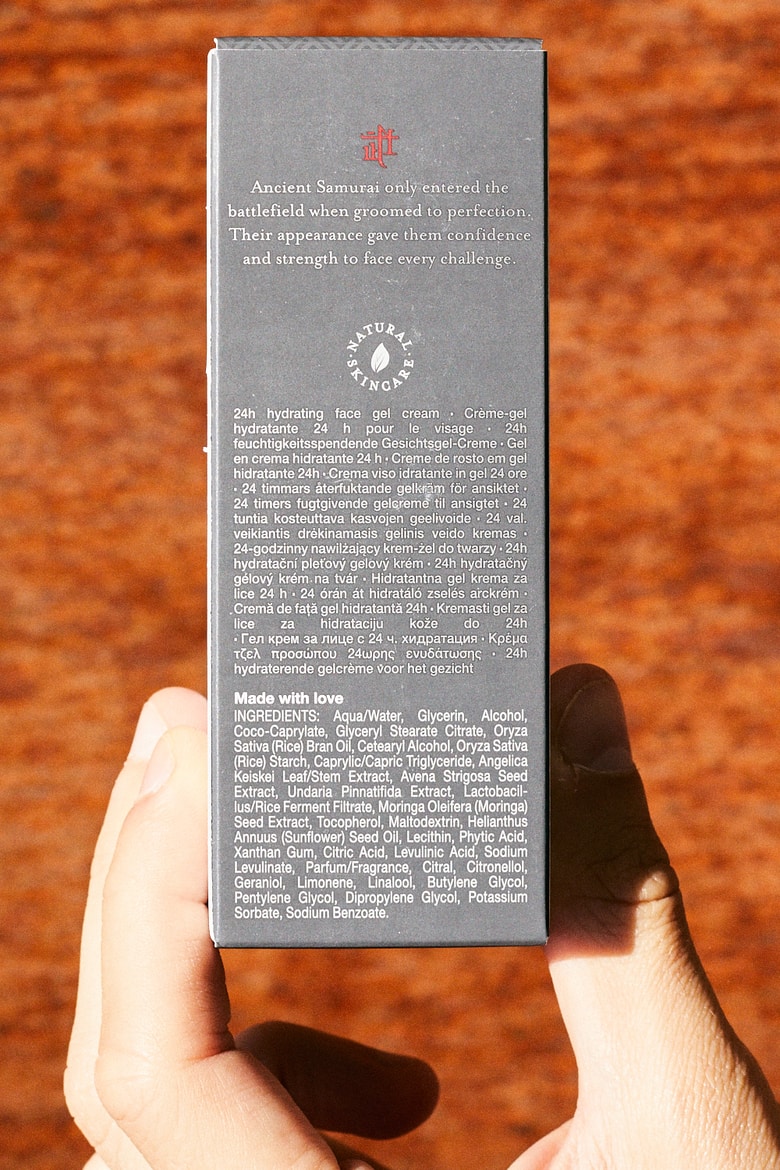 Ancient Samurai only entered the
battlefield when groomed to perfection.
Their appearance gave them confidence
and strength to face every challenge.
· NATURAL ·
SKINCARE
24h hydrating face gel cream · Crème-gel
hydratante 24 h pour le visage · 24h
feuchtigkeitsspendende Gesichtsgel-Creme · Gel
en crema hidratante 24 h · Creme de rosto em gel
hidratante 24h · Crema viso idratante in gel 24 ore
· 24 timmars återfuktande gelkräm för ansiktet ·
24 timers fugtgivende gelcreme til ansigtet · 24
tuntia kosteuttava kasvojen geelivoide · 24 val.
veikiantis drėkinamasis gelinis veido kremas ·
24-godzinny nawilżający krem-żel do twarzy · 24h
hydratační pleťový gelový krém · 24h hydratačný
gélový krém na tvár · Hidratantna gel krema za
lice 24 h · 24 órán át hidratáló zselés arckrém ·
Cremă de față gel hidratantă 24h · Kremasti gel za
lice za hidrataciju kože do 24h
· Гел крем за лице с 24 ч. хидратация · Κρέμα
τζελ προσώπου 24ωρης ενυδάτωσης · 24h
hydraterende gelcrème voor het gezicht
Made with love
INGREDIENTS: Aqua/Water, Glycerin, Alcohol,
Coco-Caprylate, Glyceryl Stearate Citrate, Oryza
Sativa (Rice) Bran Oil, Cetearyl Alcohol, Oryza Sativa
(Rice) Starch, Caprylic/Capric Triglyceride, Angelica
Keiskei Leaf/Stem Extract, Avena Strigosa Seed
Extract, Undaria Pinnatifida Extract, Lactobacil-
lus/Rice Ferment Filtrate, Moringa Oleifera (Moringa)
Seed Extract, Tocopherol, Maltodextrin, Helianthus
Annuus (Sunflower) Seed Oil, Lecithin, Phytic Acid,
Xanthan Gum, Citric Acid, Levulinic Acid, Sodium
Levulinate, Parfum/Fragrance, Citral, Citronellol,
Geraniol, Limonene, Linalool, Butylene Glycol,
Pentylene Glycol, Dipropylene Glycol, Potassium
Sorbate, Sodium Benzoate.